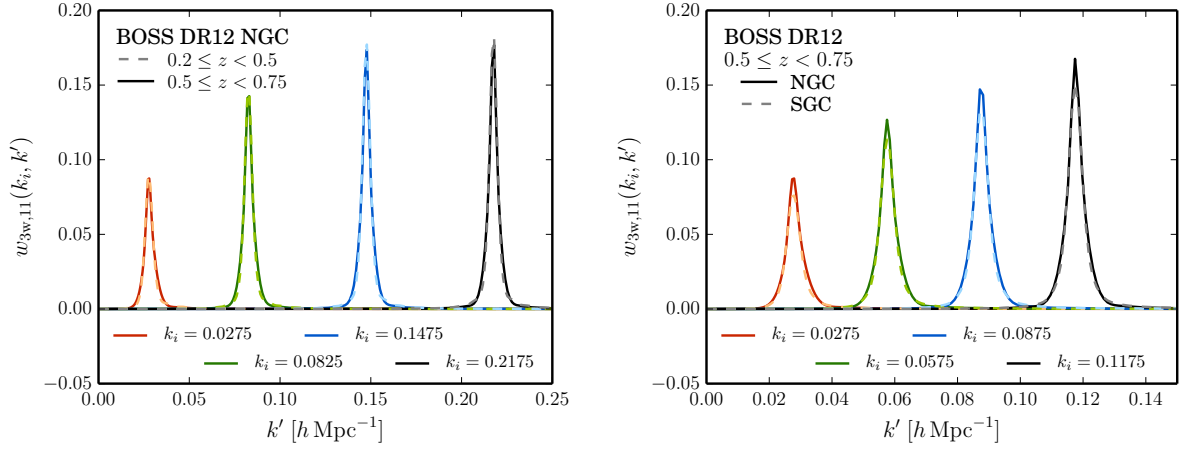 BOSS DR12 NGC
0.2 ≤ z < 0.5
0.5 ≤ z < 0.75
0.20
0.15
0.10
0.05
0.00
−0.05
w_{3w,11}(k_i, k′)
k_i = 0.0275
k_i = 0.1475
k_i = 0.0825
k_i = 0.2175
0.00 0.05 0.10 0.15 0.20 0.25
k′ [h Mpc⁻¹]
BOSS DR12
0.5 ≤ z < 0.75
NGC
SGC
0.20
0.15
0.10
0.05
0.00
−0.05
w_{3w,11}(k_i, k′)
k_i = 0.0275
k_i = 0.0875
k_i = 0.0575
k_i = 0.1175
0.00 0.02 0.04 0.06 0.08 0.10 0.12 0.14
k′ [h Mpc⁻¹]